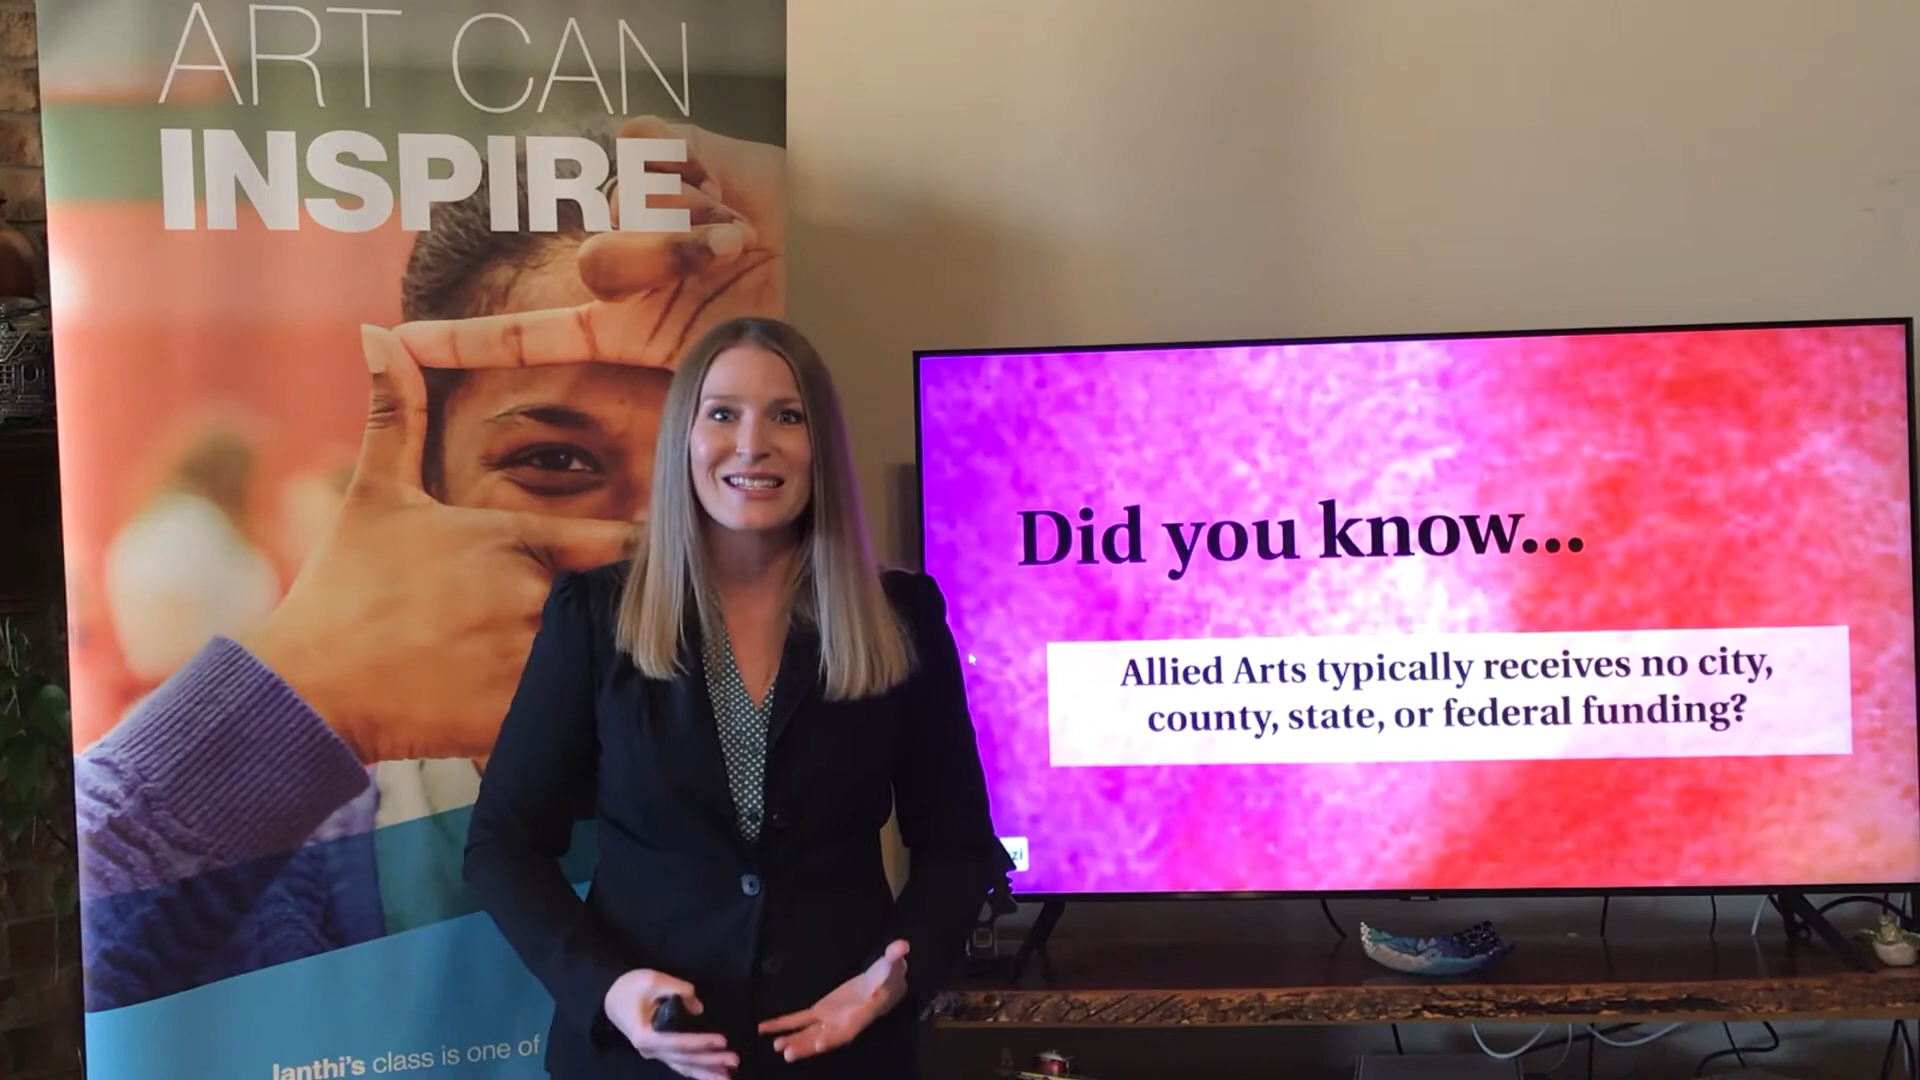 ART CAN
INSPIRE
Ianthi's class is one of
Did you know...
Allied Arts typically receives no city,
county, state, or federal funding?
zi